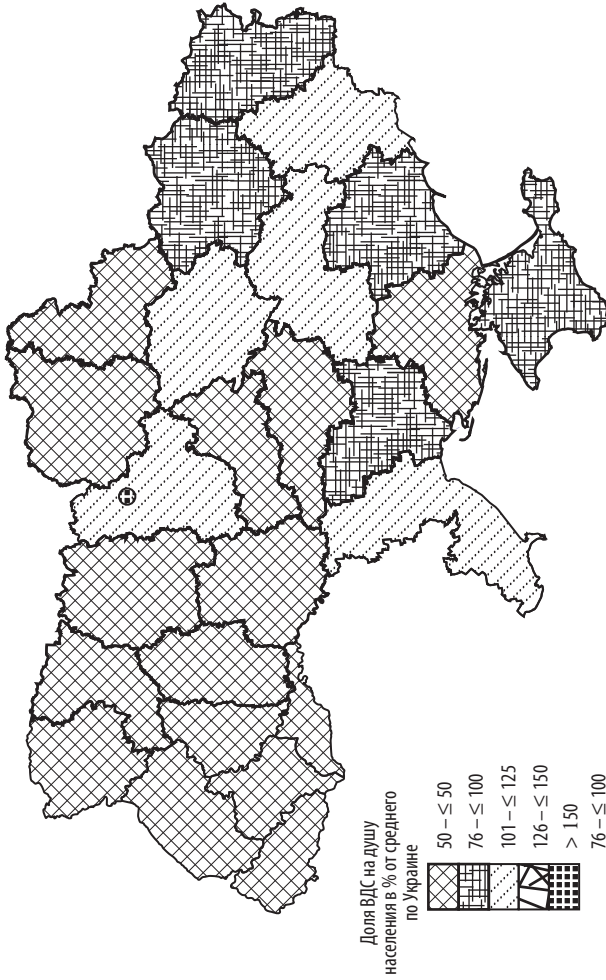 Доля ВДС на душу
населения в % от среднего
по Украине
50 – ≤ 50
76 – ≤ 100
101 – ≤ 125
126 – ≤ 150
> 150
76 – ≤ 100